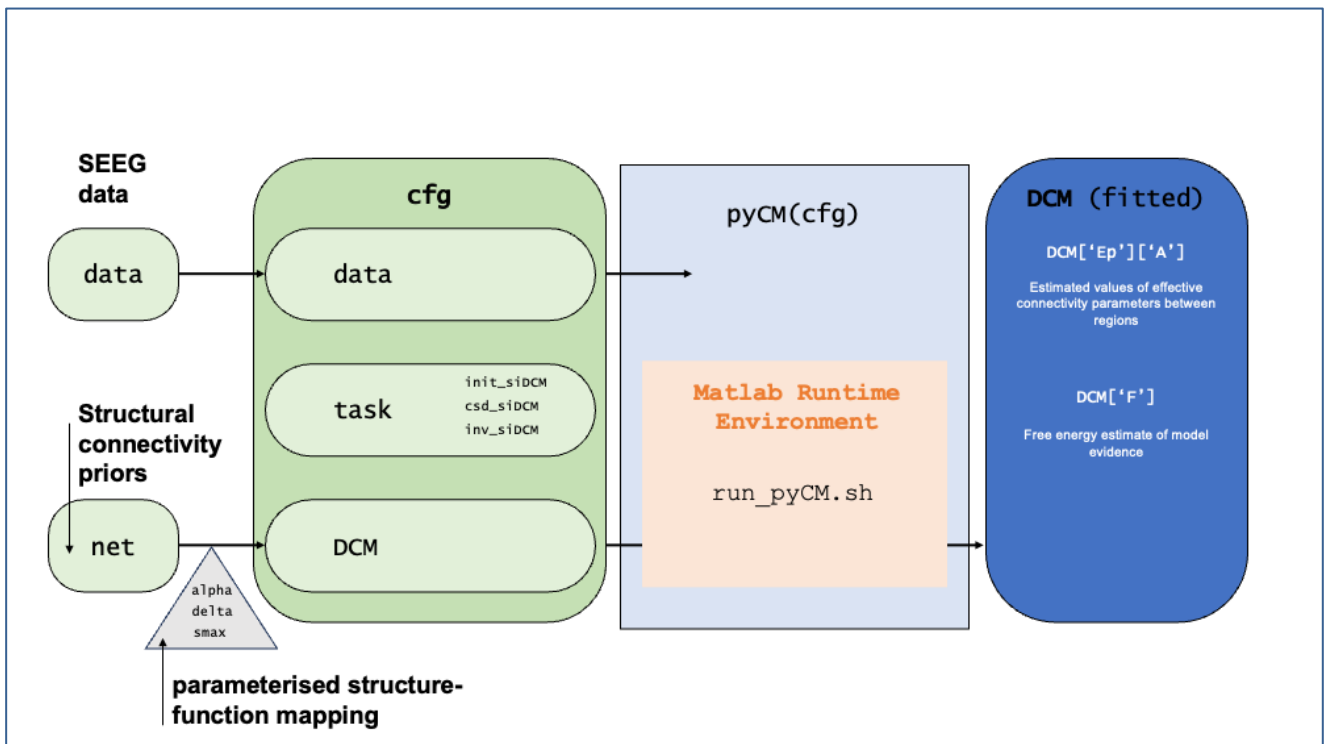 SEEG
data
data
Structural
connectivity
priors
net
alpha
delta
smax
parameterised structure-
function mapping
cfg
data
task
init_siDCM
csd_siDCM
inv_siDCM
DCM
pyCM(cfg)
Matlab Runtime
Environment
run_pyCM.sh
DCM (fitted)
DCM[‘Ep’][‘A’]
Estimated values of effective
connectivity parameters between
regions
DCM[‘F’]
Free energy estimate of model
evidence